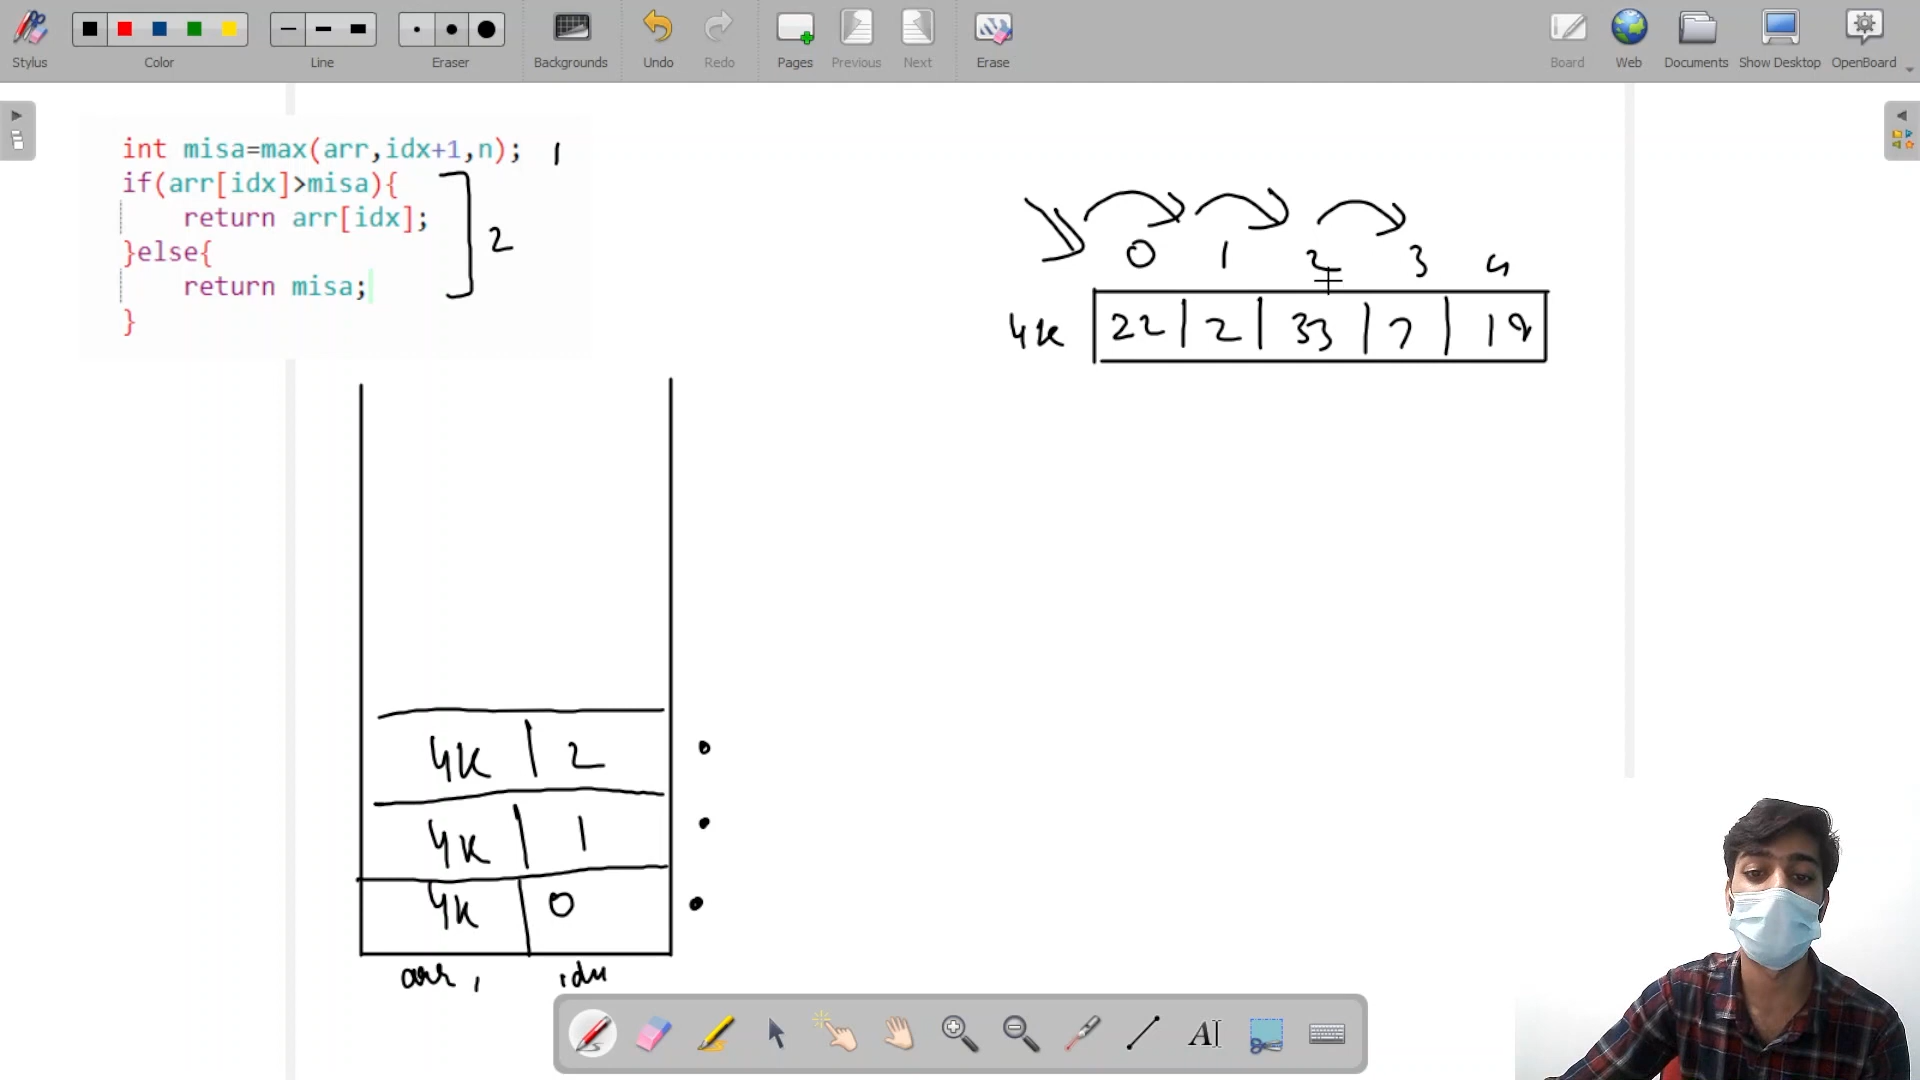 Stylus Color Line Eraser Backgrounds Undo Redo Pages Previous Next Erase Board Web Documents Show Desktop OpenBoard
int misa=max(arr,idx+1,n); 1
if(arr[idx]>misa){
return arr[idx];
}else{
return misa;
}
2
0 1 2 3 4
4k 22 | 2 | 33 | 7 |
4k | 2
4k | 1
4k | 0
arr, idx
AI